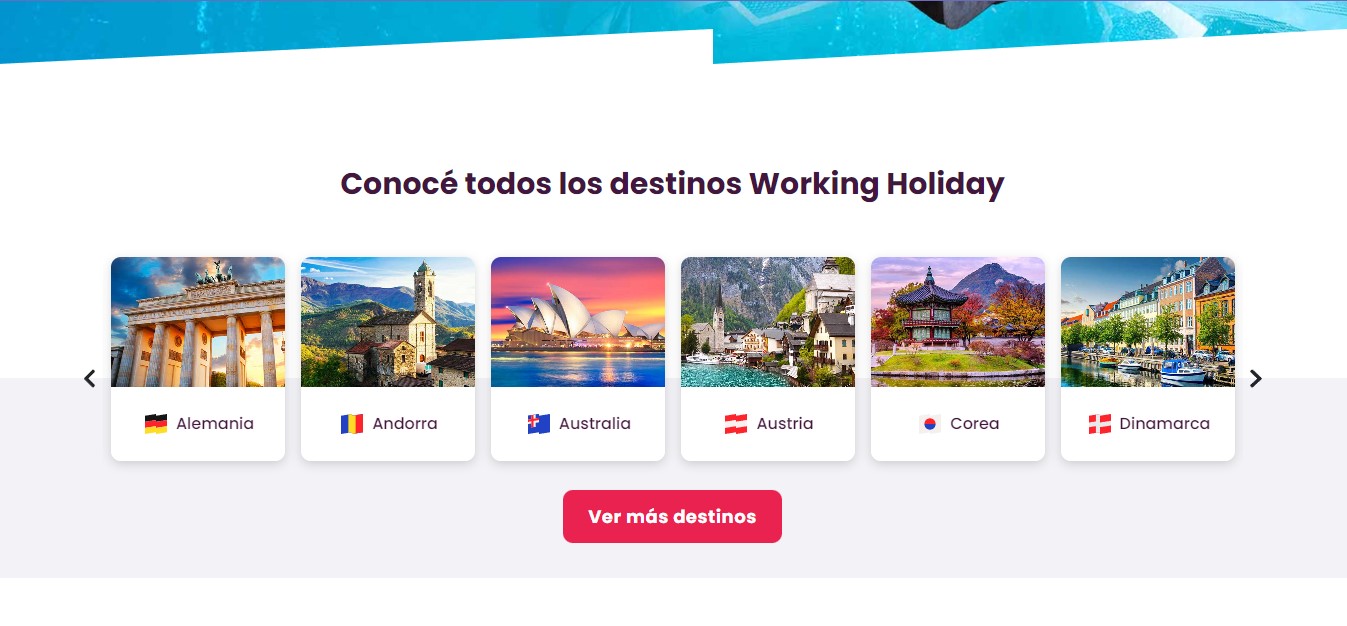 Conocé todos los destinos Working Holiday
Alemania
Andorra
Australia
Austria
Corea
Dinamarca
Ver más destinos